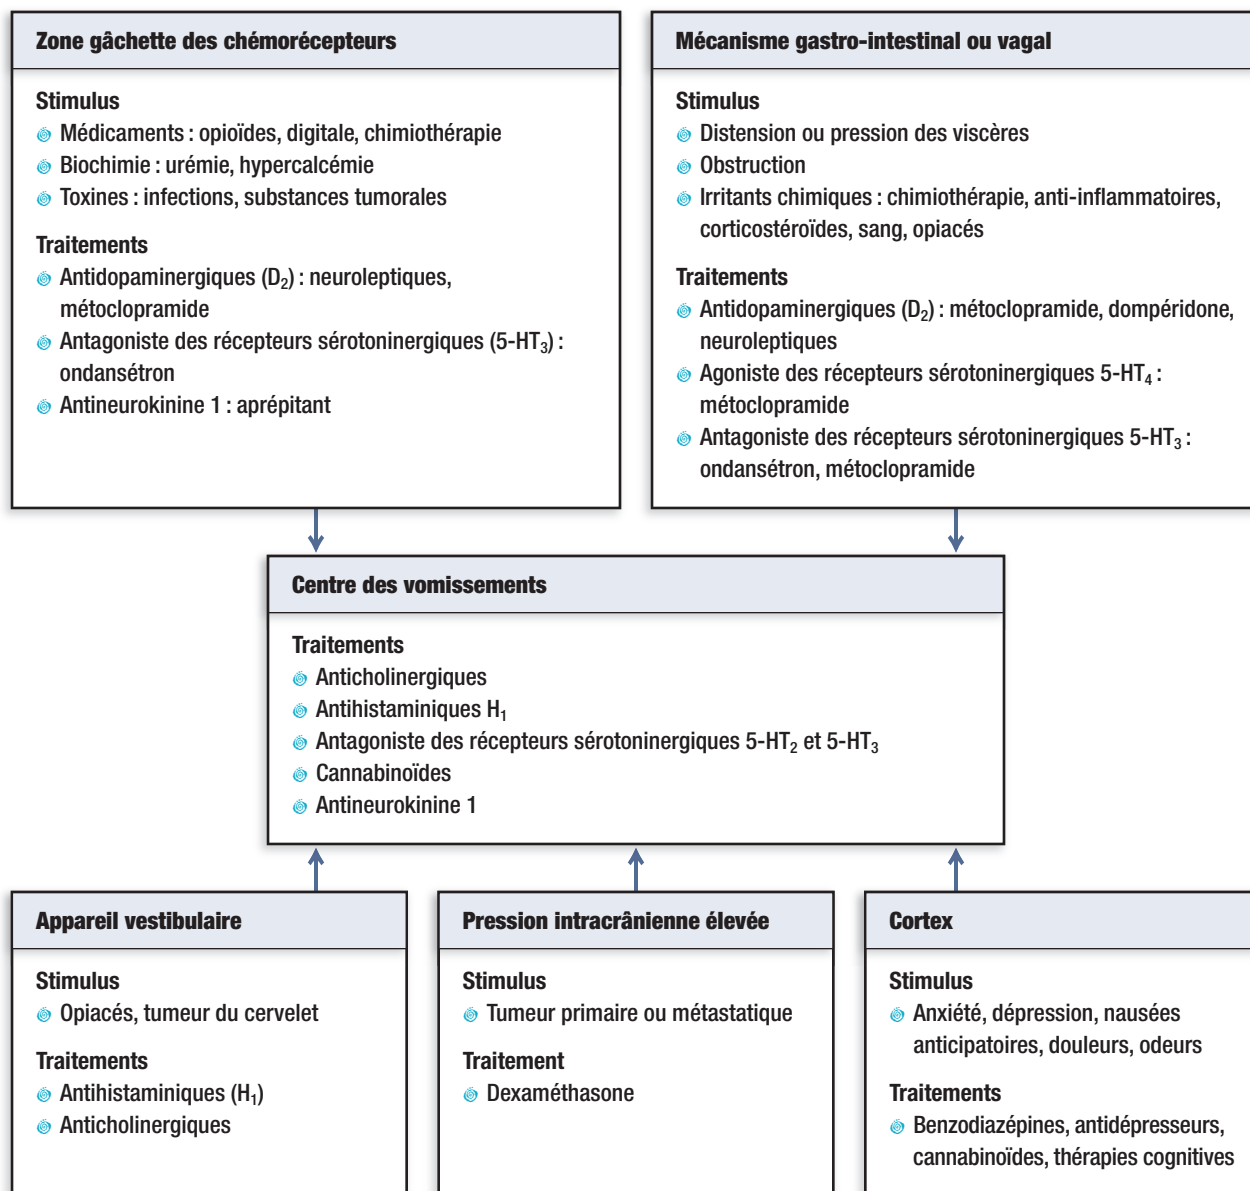 Zone gâchette des chémorécepteurs
Stimulus
Médicaments : opioïdes, digitale, chimiothérapie
Biochimie : urémie, hypercalcémie
Toxines : infections, substances tumorales
Traitements
Antidopaminergiques (D₂) : neuroleptiques,
métoclopramide
Antagoniste des récepteurs sérotoninergiques (5-HT₃) :
ondansétron
Antineurokinine 1 : aprépitant
Mécanisme gastro-intestinal ou vagal
Stimulus
Distension ou pression des viscères
Obstruction
Irritants chimiques : chimiothérapie, anti-inflammatoires,
corticostéroïdes, sang, opiacés
Traitements
Antidopaminergiques (D₂) : métoclopramide, dompéridone,
neuroleptiques
Agoniste des récepteurs sérotoninergiques 5-HT₄ :
métoclopramide
Antagoniste des récepteurs sérotoninergiques 5-HT₃ :
ondansétron, métoclopramide
Centre des vomissements
Traitements
Anticholinergiques
Antihistaminiques H₁
Antagoniste des récepteurs sérotoninergiques 5-HT₂ et 5-HT₃
Cannabinoïdes
Antineurokinine 1
Appareil vestibulaire
Stimulus
Opiacés, tumeur du cervelet
Traitements
Antihistaminiques (H₁)
Anticholinergiques
Pression intracrânienne élevée
Stimulus
Tumeur primaire ou métastatique
Traitement
Dexaméthasone
Cortex
Stimulus
Anxiété, dépression, nausées
anticipatoires, douleurs, odeurs
Traitements
Benzodiazépines, antidépresseurs,
cannabinoïdes, thérapies cognitives